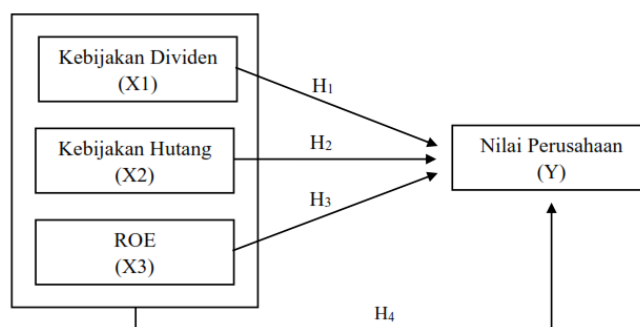 Kebijakan Dividen
(X1)
H1
Kebijakan Hutang
(X2)
H2
Nilai Perusahaan
(Y)
H3
ROE
(X3)
H4